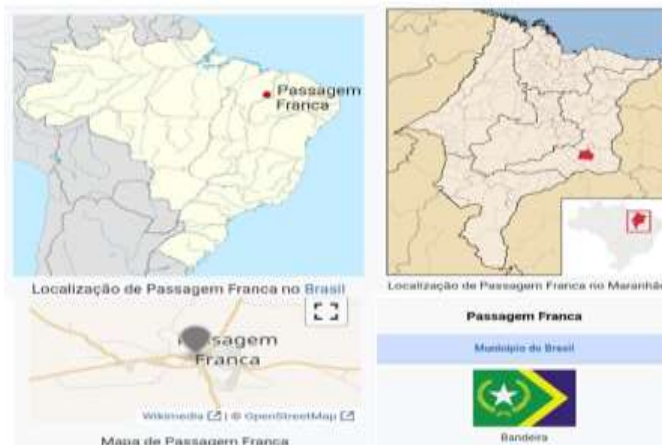 Passagem
Franca
Localização de Passagem Franca no Brasil
Localização de Passagem Franca no Maranhão
Passagem
Franca
Wikimedia | © OpenStreetMap
Mapa de Passagem Franca
Passagem Franca
Município do Brasil
Bandeira